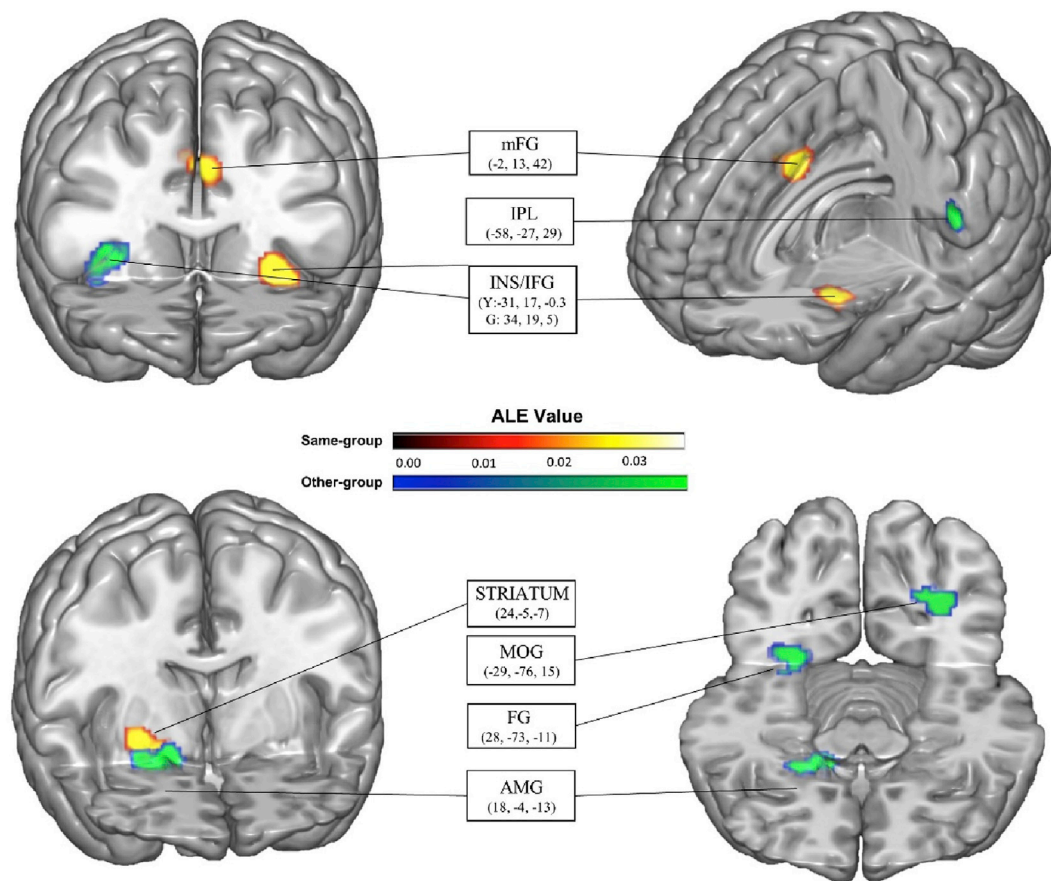 mFG
(-2, 13, 42)
IPL
(-58, -27, 29)
INS/IFG
(Y:-31, 17, -0.3
G: 34, 19, 5)
ALE Value
Same-group
0.00 0.01 0.02 0.03
Other-group
STRIATUM
(24,-5,-7)
MOG
(-29, -76, 15)
FG
(28, -73, -11)
AMG
(18, -4, -13)